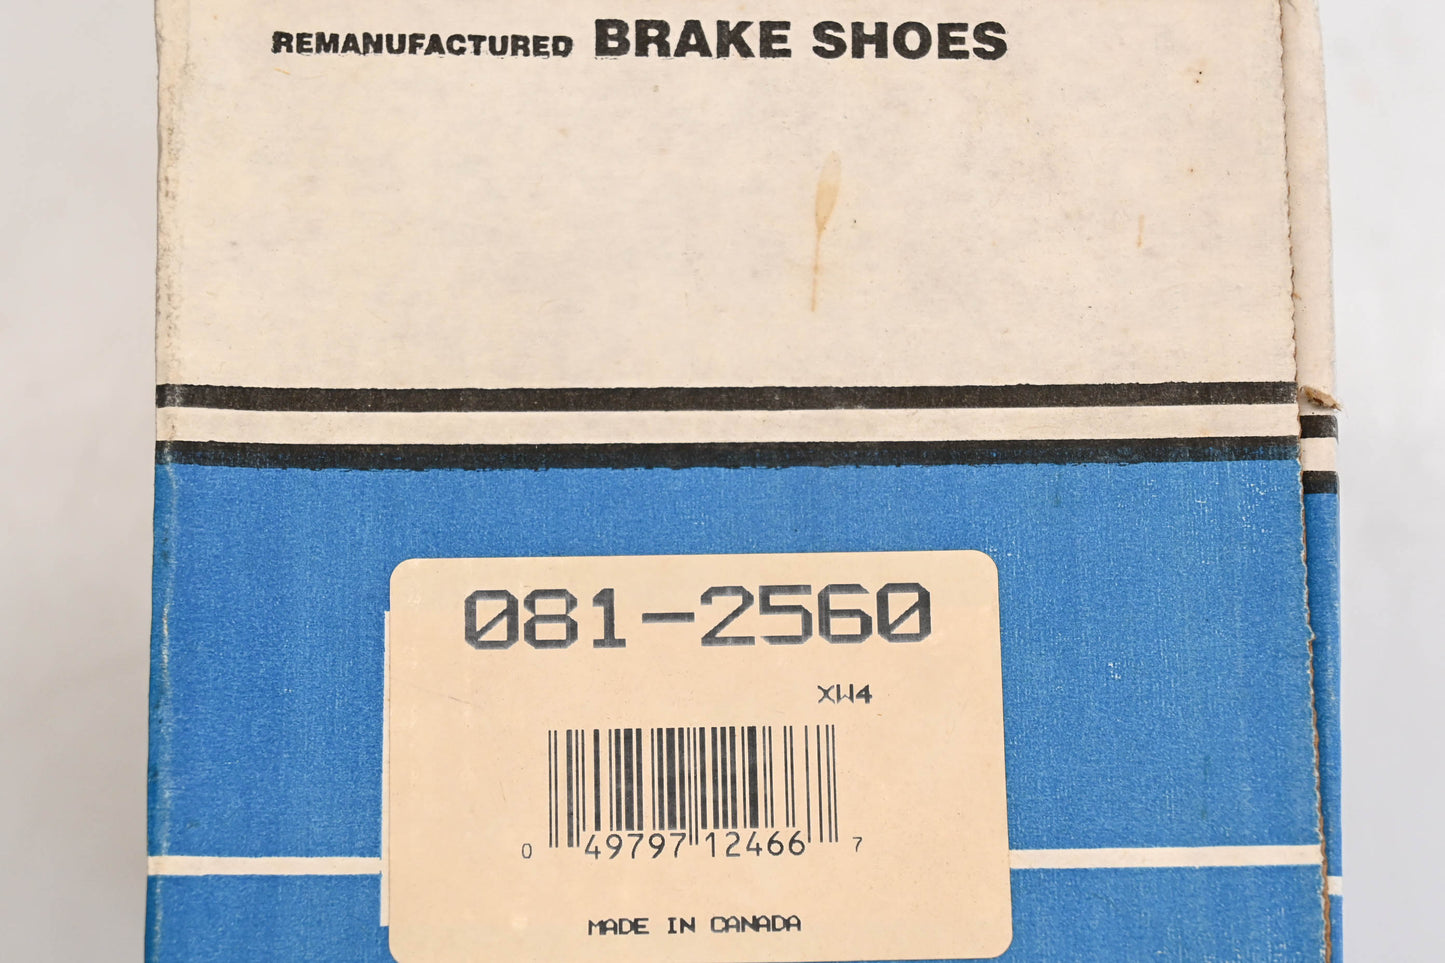 REMANUFACTURED BRAKE SHOES
081-2560
XW4
0 49797 12466 7
MADE IN CANADA